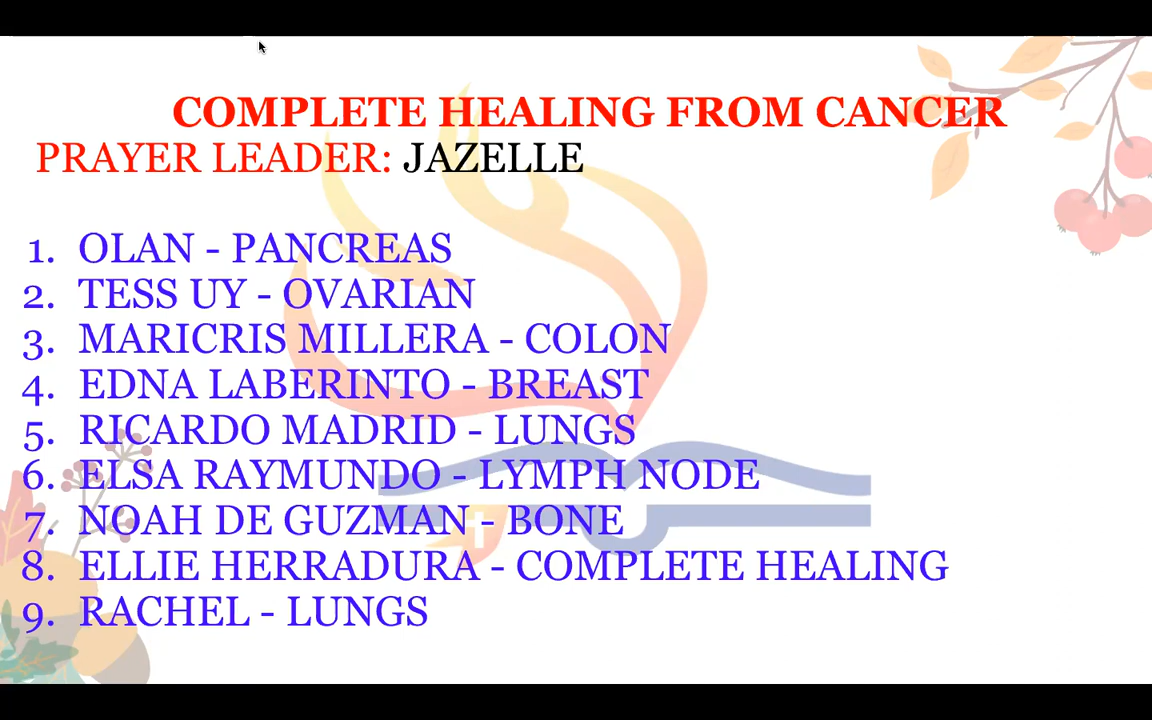 COMPLETE HEALING FROM CANCER
PRAYER LEADER: JAZELLE
1. OLAN - PANCREAS
2. TESS UY - OVARIAN
3. MARICRIS MILLERA - COLON
4. EDNA LABERINTO - BREAST
5. RICARDO MADRID - LUNGS
6. ELSA RAYMUNDO - LYMPH NODE
7. NOAH DE GUZMAN - BONE
8. ELLIE HERRADURA - COMPLETE HEALING
9. RACHEL - LUNGS